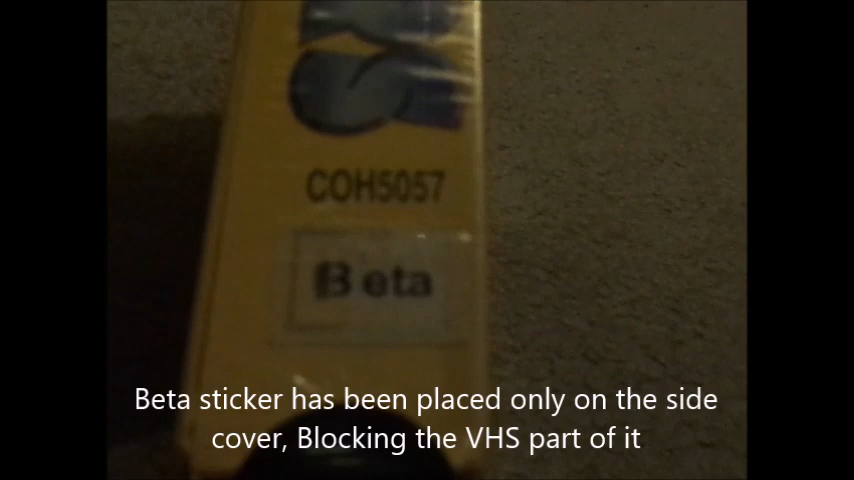 COH5057
Beta
Beta sticker has been placed only on the side
cover, Blocking the VHS part of it